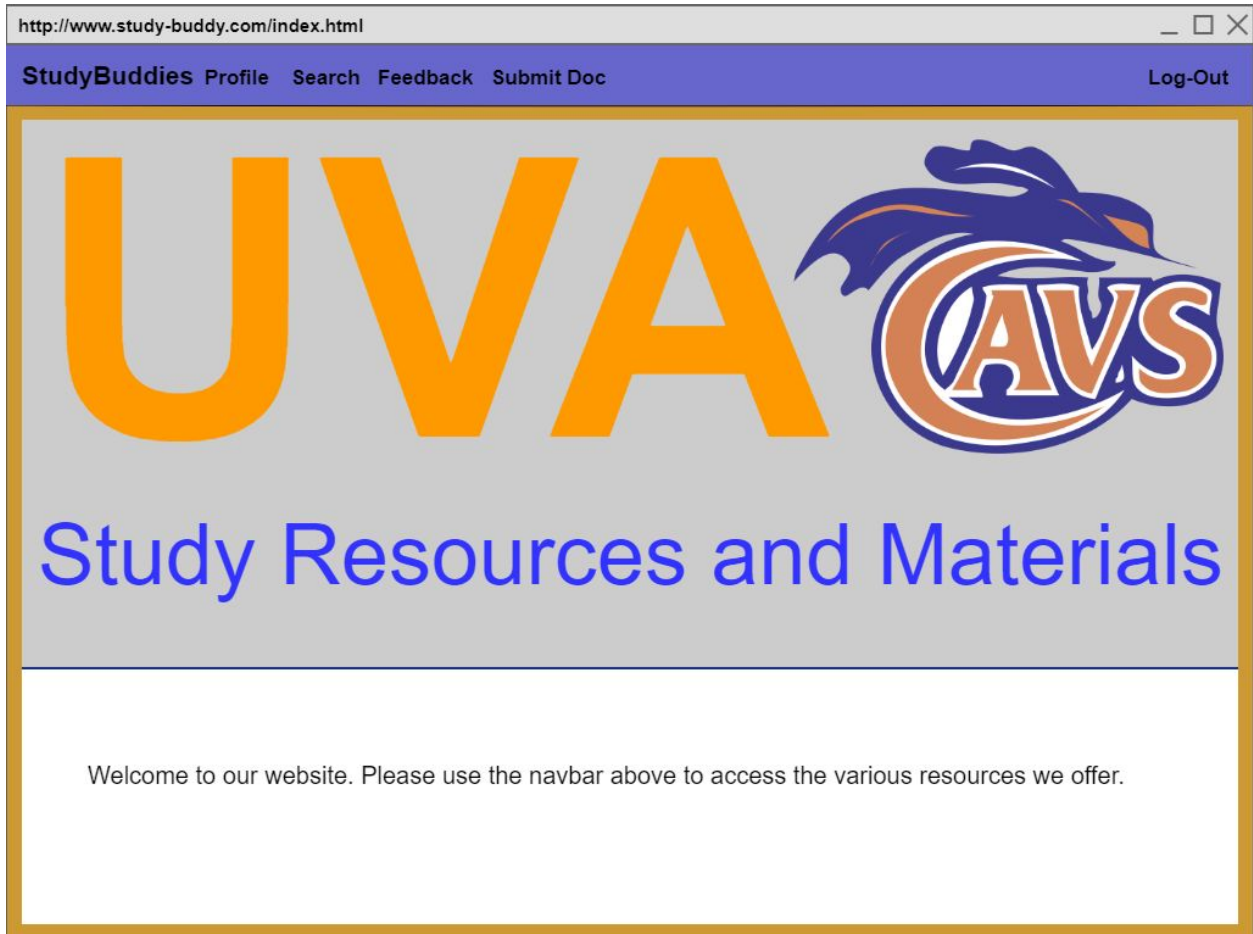 http://www.study-buddy.com/index.html
StudyBuddies Profile Search Feedback Submit Doc Log-Out
UVA CAVS
Study Resources and Materials
Welcome to our website. Please use the navbar above to access the various resources we offer.